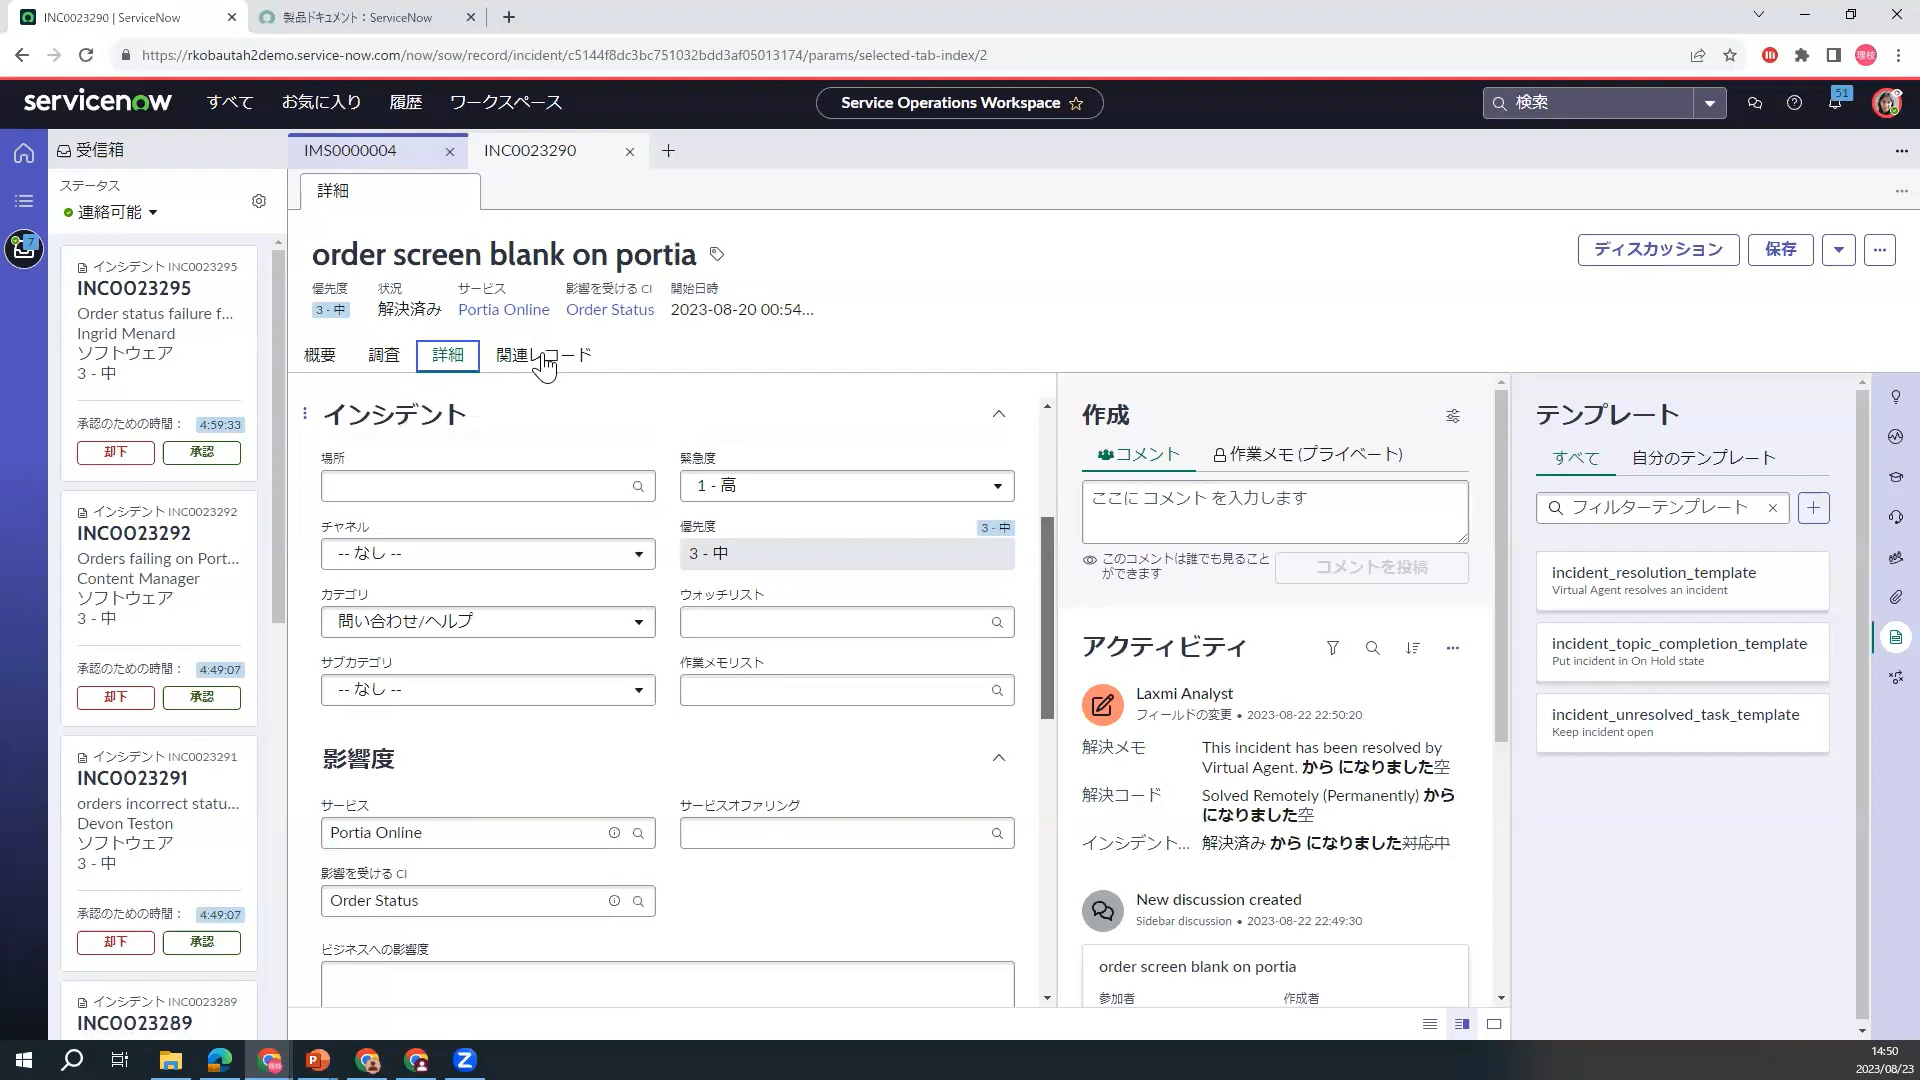 INC0023290 | ServiceNow
製品ドキュメント：ServiceNow
https://rkobautah2demo.service-now.com/now/sow/record/incident/c5144f8dc3bc751032bdd3af05013174/params/selected-tab-index/2
servicenow
すべて
お気に入り
履歴
ワークスペース
Service Operations Workspace
検索
51
7
受信箱
ステータス
連絡可能
インシデント INC0023295
INC0023295
Order status failure f...
Ingrid Menard
ソフトウェア
3 - 中
承認のための時間： 4:59:33
却下
承認
インシデント INC0023292
INC0023292
Orders failing on Port...
Content Manager
ソフトウェア
3 - 中
承認のための時間： 4:49:07
却下
承認
インシデント INC0023291
INC0023291
orders incorrect statu...
Devon Teston
ソフトウェア
3 - 中
承認のための時間： 4:49:07
却下
承認
インシデント INC0023289
INC0023289
IMS0000004
INC0023290
詳細
order screen blank on portia
ディスカッション
保存
優先度
3 - 中
状況
解決済み
サービス
Portia Online
影響を受ける CI
Order Status
開始日時
2023-08-20 00:54...
概要
調査
詳細
関連レコード
インシデント
場所
緊急度
1 - 高
チャネル
-- なし --
優先度
3 - 中
3 - 中
カテゴリ
問い合わせ/ヘルプ
ウォッチリスト
サブカテゴリ
-- なし --
作業メモリスト
影響度
サービス
Portia Online
サービスオファリング
影響を受ける CI
Order Status
ビジネスへの影響度
作成
コメント
作業メモ (プライベート)
ここに コメント を入力します
このコメントは誰でも見ること
ができます
コメントを投稿
アクティビティ
Laxmi Analyst
フィールドの変更 • 2023-08-22 22:50:20
解決メモ
This incident has been resolved by
Virtual Agent. から になりました空
解決コード
Solved Remotely (Permanently) から
になりました空
インシデント...
解決済み から になりました対応中
New discussion created
Sidebar discussion • 2023-08-22 22:49:30
order screen blank on portia
参加者
作成者
テンプレート
すべて
自分のテンプレート
フィルターテンプレート
incident_resolution_template
Virtual Agent resolves an incident
incident_topic_completion_template
Put incident in On Hold state
incident_unresolved_task_template
Keep incident open
14:50
2023/08/23